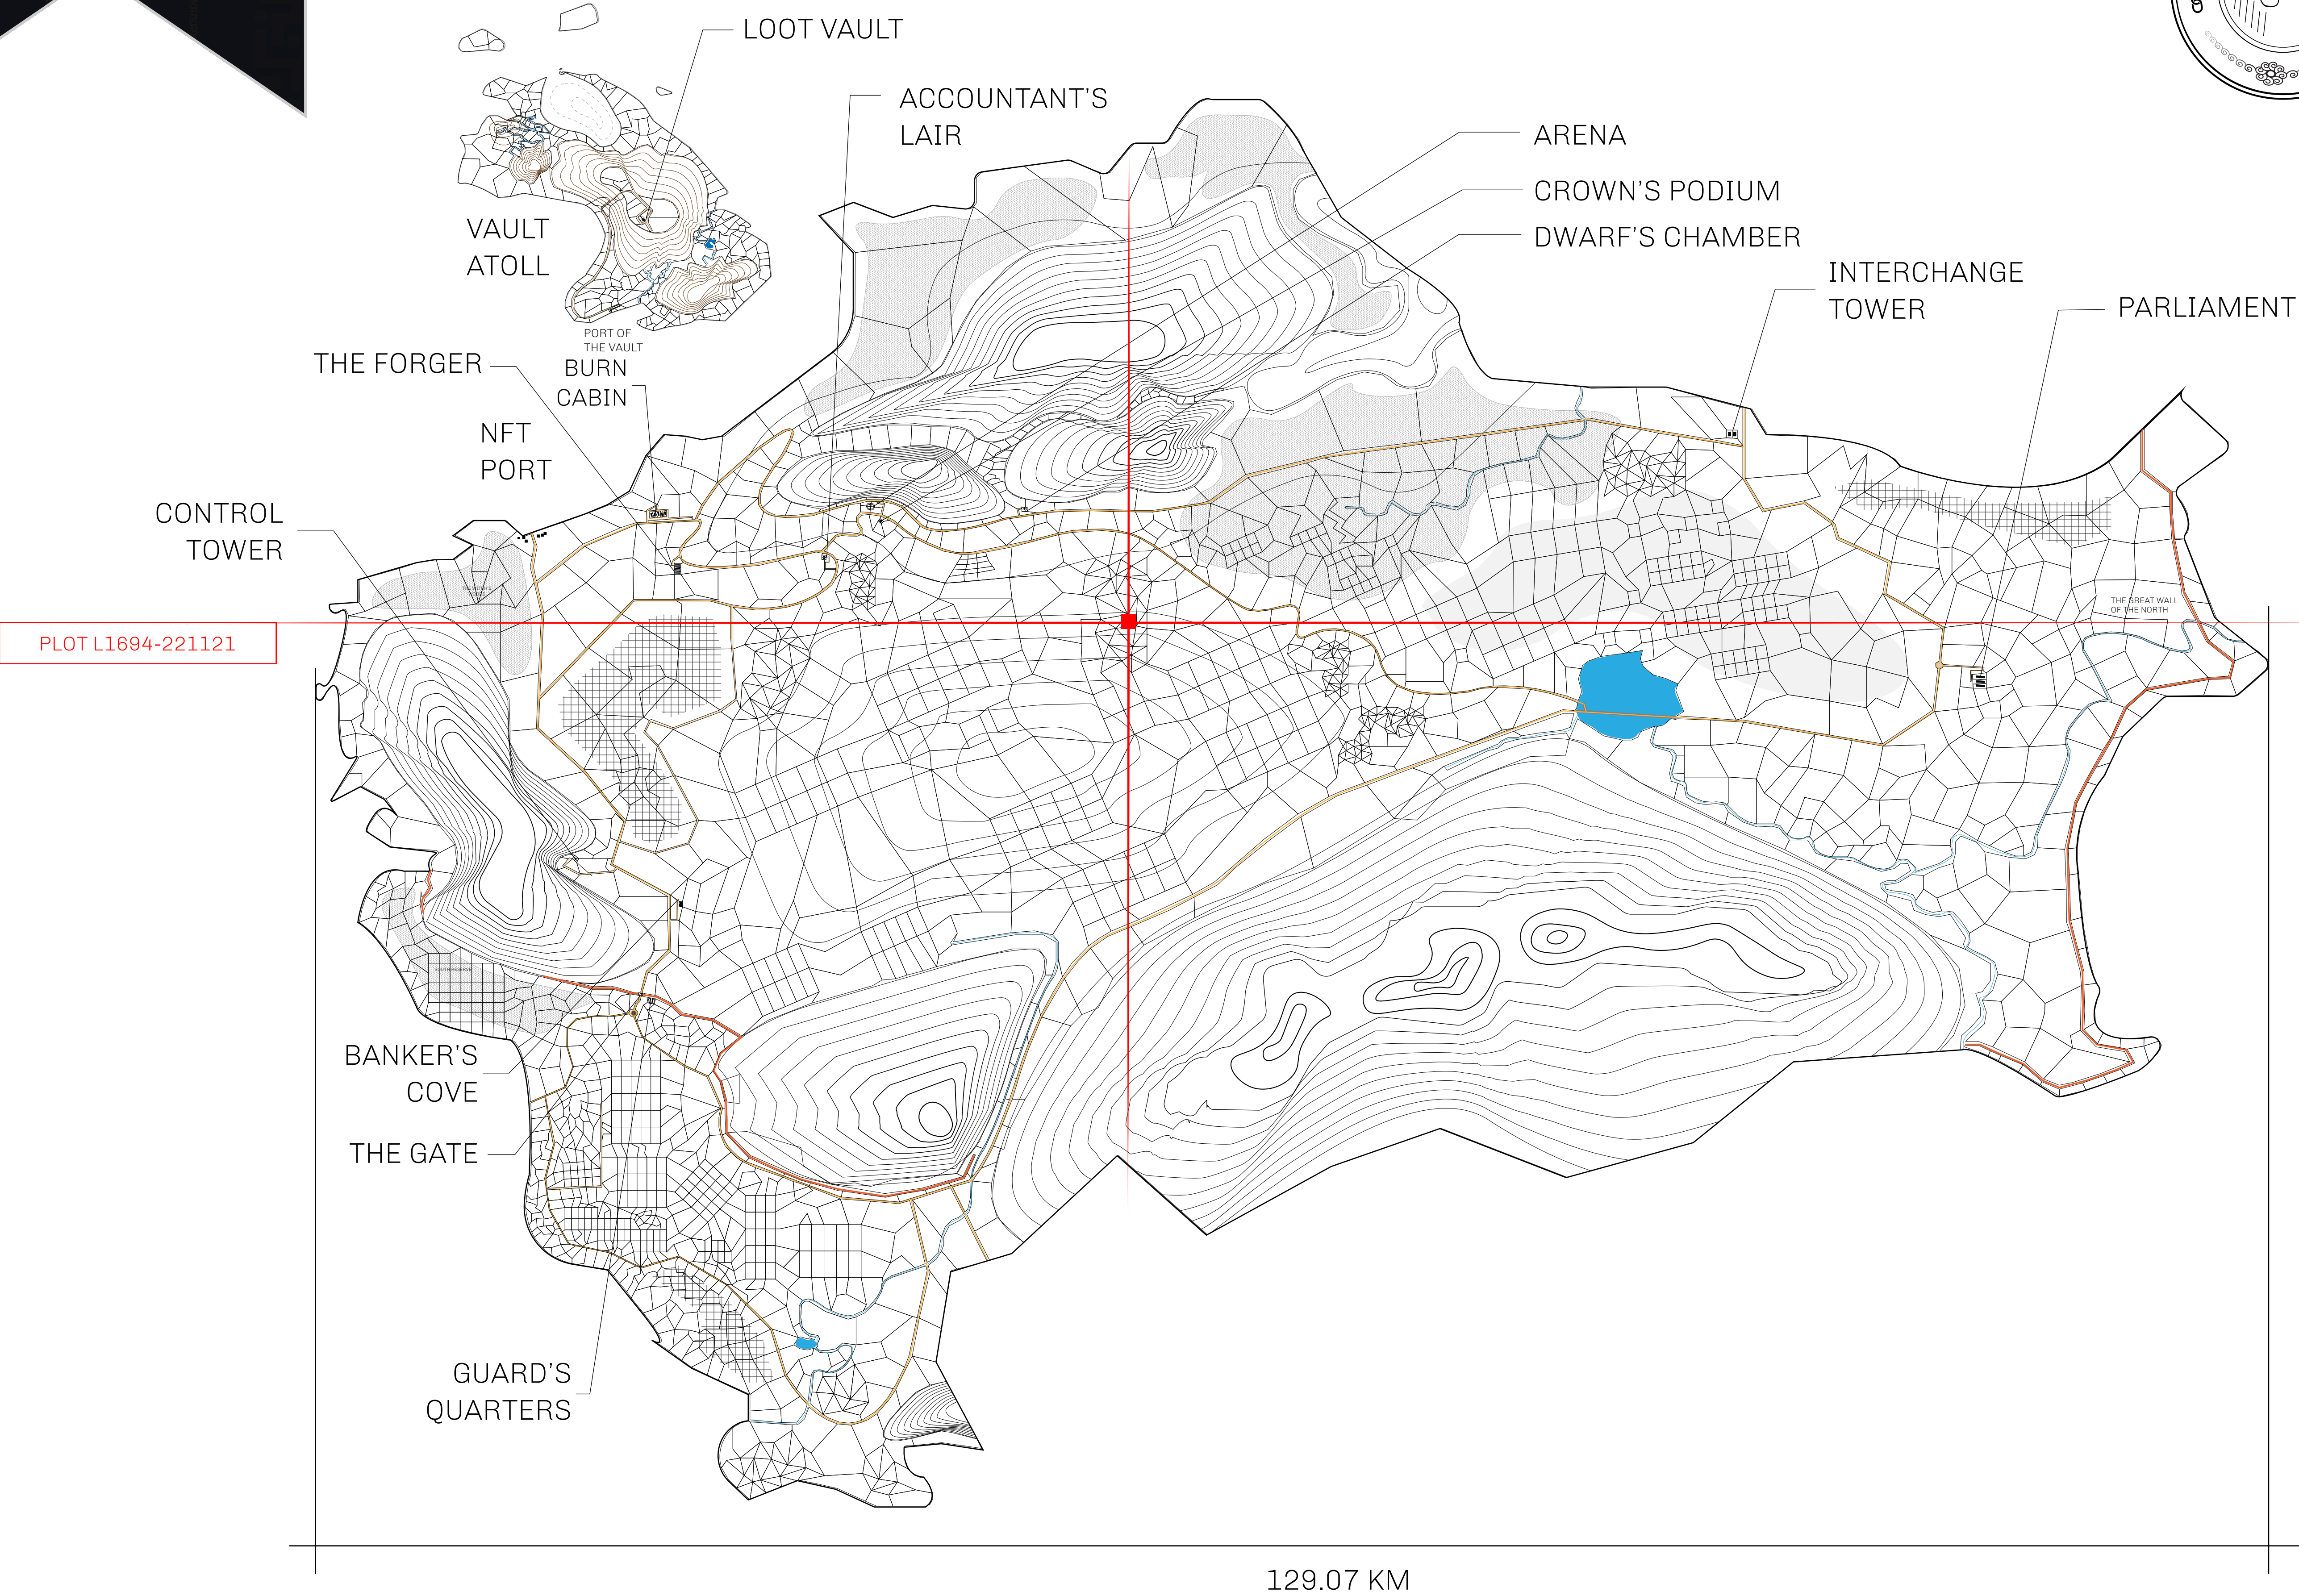 LOOT VAULT
ACCOUNTANT'S
LAIR
ARENA
CROWN'S PODIUM
DWARF'S CHAMBER
VAULT
ATOLL
INTERCHANGE
TOWER
PARLIAMENT
PORT OF
THE VAULT
THE FORGER
BURN
CABIN
NFT
PORT
CONTROL
TOWER
THE GREAT WALL
OF THE NORTH
PLOT L1694-221121
SOUTH RESERVE
BANKER'S
COVE
THE GATE
GUARD'S
QUARTERS
129.07 KM